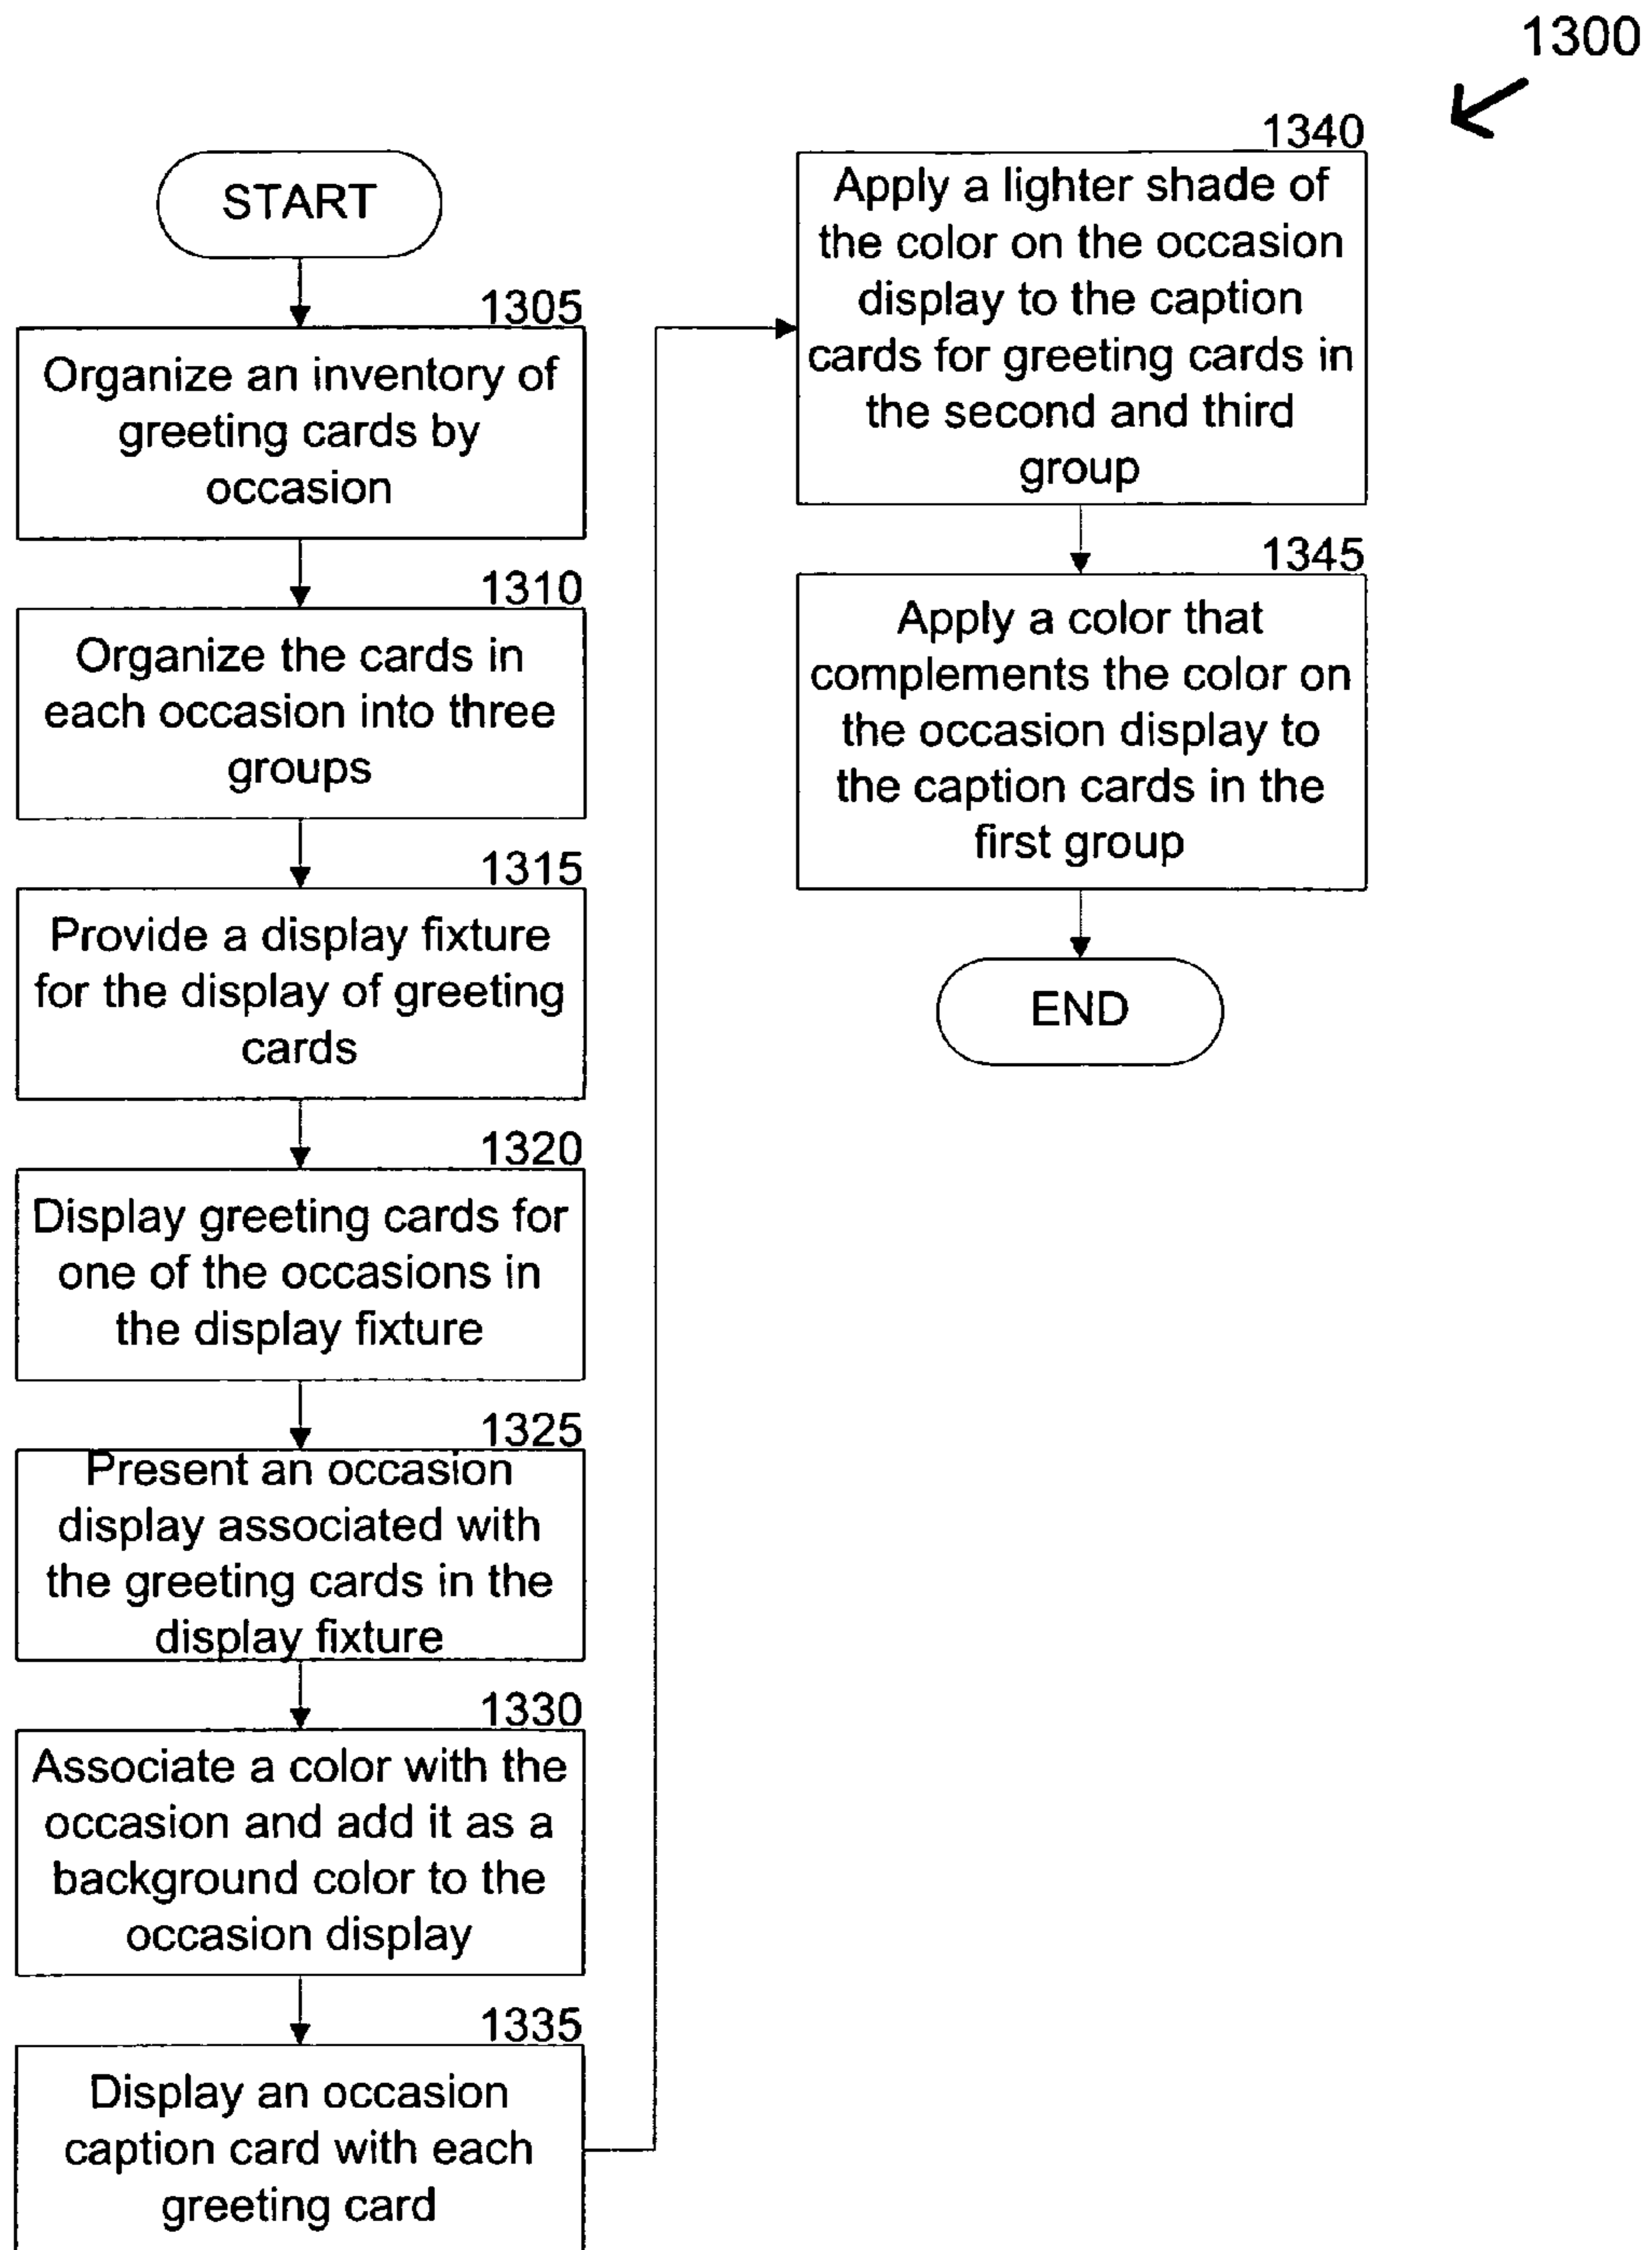 1300
START
1305
Organize an inventory of
greeting cards by
occasion
1310
Organize the cards in
each occasion into three
groups
1315
Provide a display fixture
for the display of greeting
cards
1320
Display greeting cards for
one of the occasions in
the display fixture
1325
Present an occasion
display associated with
the greeting cards in the
display fixture
1330
Associate a color with the
occasion and add it as a
background color to the
occasion display
1335
Display an occasion
caption card with each
greeting card
1340
Apply a lighter shade of
the color on the occasion
display to the caption
cards for greeting cards in
the second and third
group
1345
Apply a color that
complements the color on
the occasion display to
the caption cards in the
first group
END